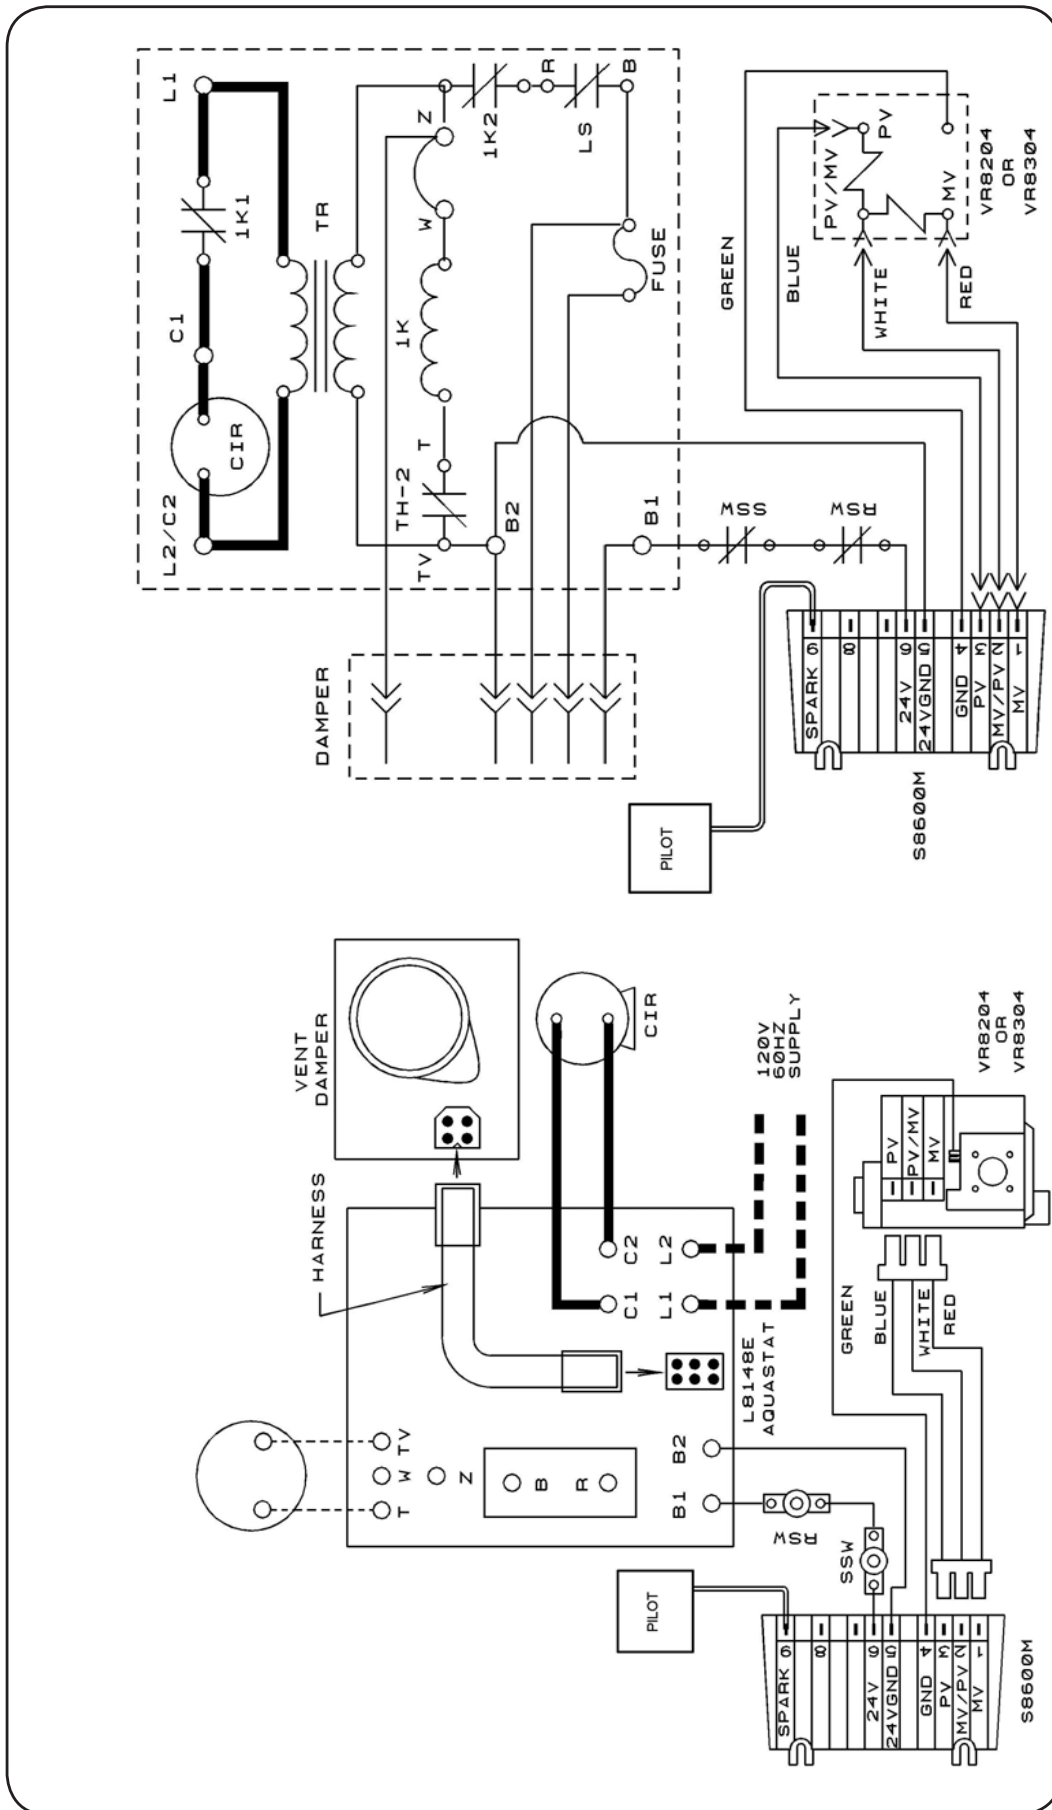 L1
1K1
C1
CIR
L2/C2
TR
Z
W
1K
T
TH-2
TV
1K2
R
LS
B
FUSE
B2
B1
SSW
RSW
DAMPER
GREEN
BLUE
WHITE
RED
PV/MV
PV
MV
VR8204
OR
VR8304
PILOT
SPARK 9
8
24V 6
24VGND 5
GND 4
PV 3
MV/PV 2
MV 1
S8600M
VENT
DAMPER
HARNESS
CIR
120V
60HZ
SUPPLY
C1
C2
L1
L2
L8148E
AQUASTAT
T
W
TV
Z
B
R
B1
B2
RSW
SSW
GREEN
BLUE
WHITE
RED
PV
PV/MV
MV
VR8204
OR
VR8304
PILOT
SPARK 9
8
24V 6
24VGND 5
GND 4
PV 3
MV/PV 2
MV 1
S8600M